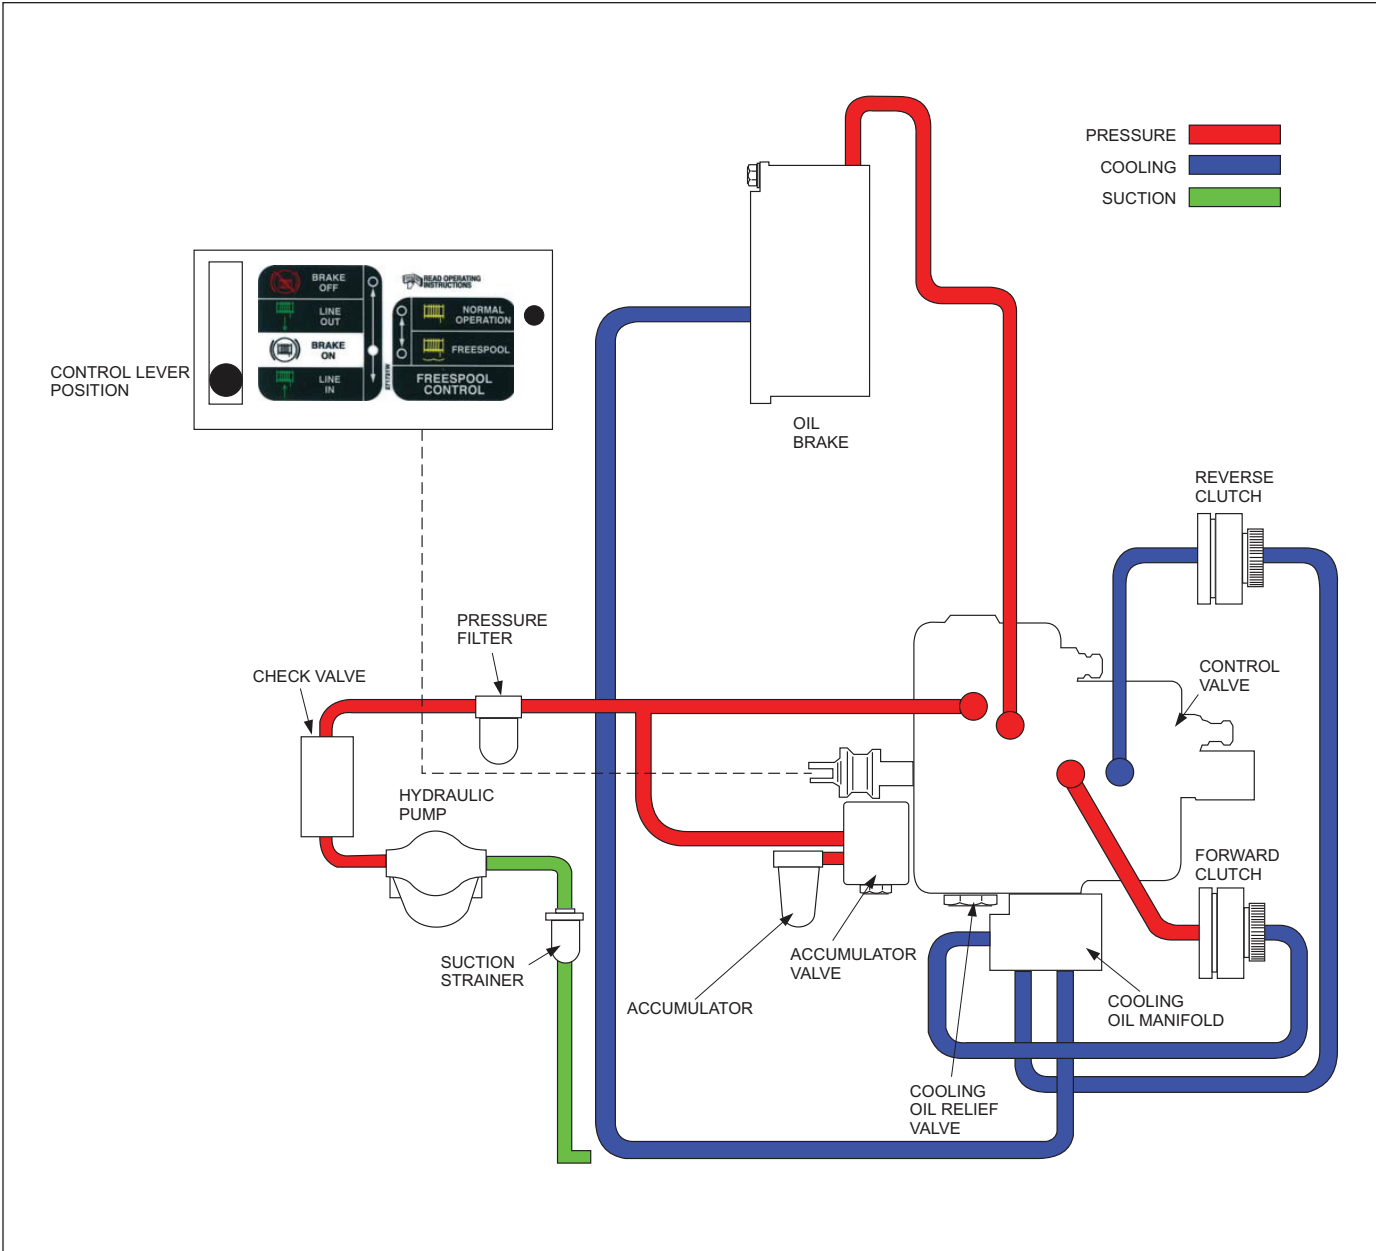 PRESSURE
COOLING
SUCTION
BRAKE
OFF
LINE
OUT
BRAKE
ON
LINE
IN
READ OPERATING
INSTRUCTIONS
NORMAL
OPERATION
FREESPOOL
FREESPOOL
CONTROL
CONTROL LEVER
POSITION
OIL
BRAKE
REVERSE
CLUTCH
PRESSURE
FILTER
CHECK VALVE
CONTROL
VALVE
HYDRAULIC
PUMP
FORWARD
CLUTCH
SUCTION
STRAINER
ACCUMULATOR
VALVE
ACCUMULATOR
COOLING
OIL MANIFOLD
COOLING
OIL RELIEF
VALVE